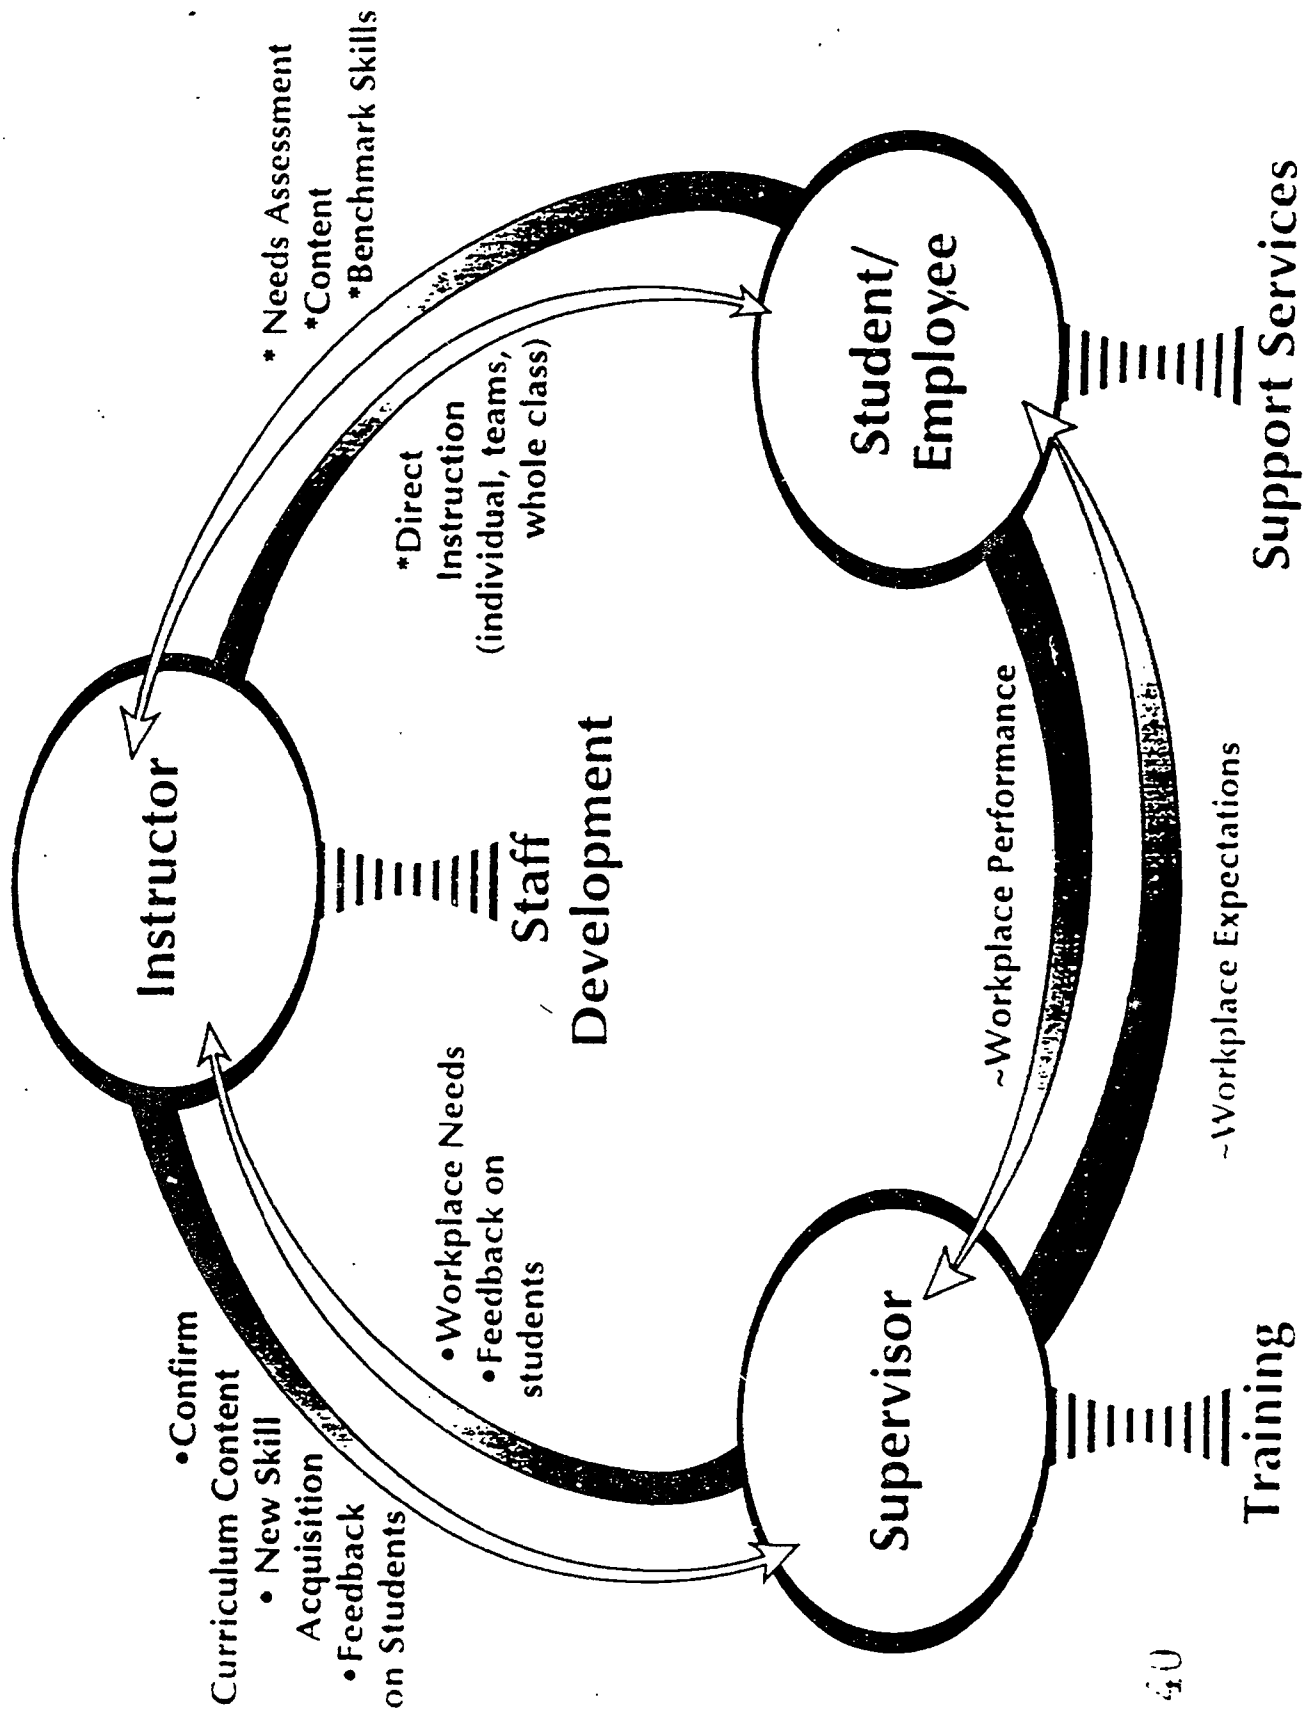 Instructor
Staff
Development
•Confirm
Curriculum Content
• New Skill
Acquisition
•Feedback
on Students
•Workplace Needs
•Feedback on
students
* Needs Assessment
*Content
*Benchmark Skills
*Direct
Instruction
(individual, teams,
whole class)
Supervisor
Training
Student/
Employee
Support Services
~Workplace Performance
~Workplace Expectations
40